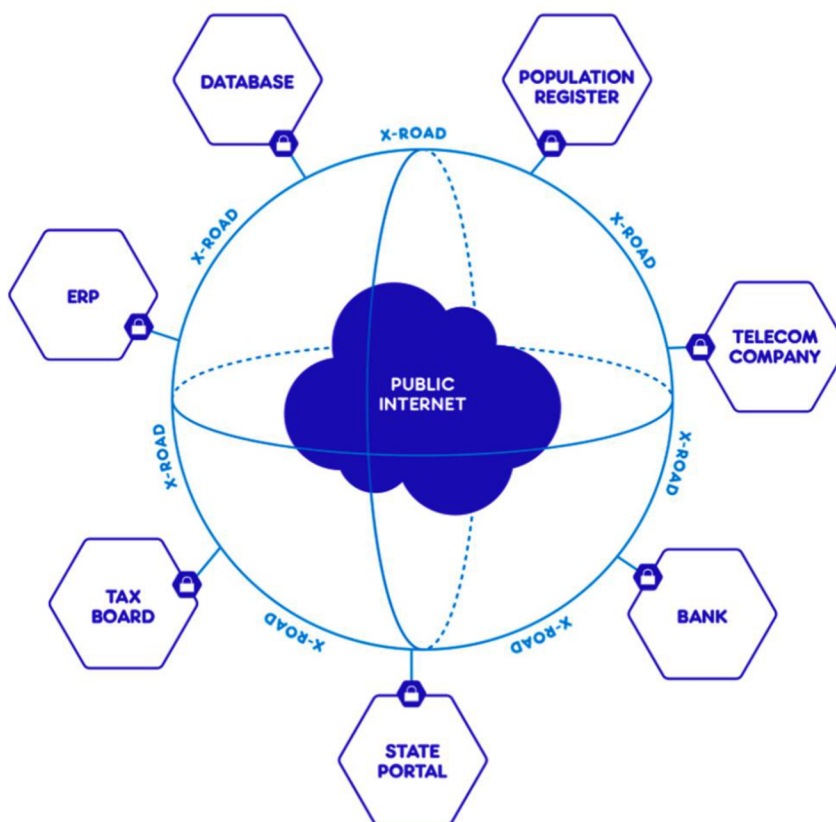 DATABASE
POPULATION
REGISTER
X-ROAD
X-ROAD
X-ROAD
ERP
TELECOM
COMPANY
PUBLIC
INTERNET
X-ROAD
X-ROAD
TAX
BOARD
BANK
X-ROAD
X-ROAD
STATE
PORTAL